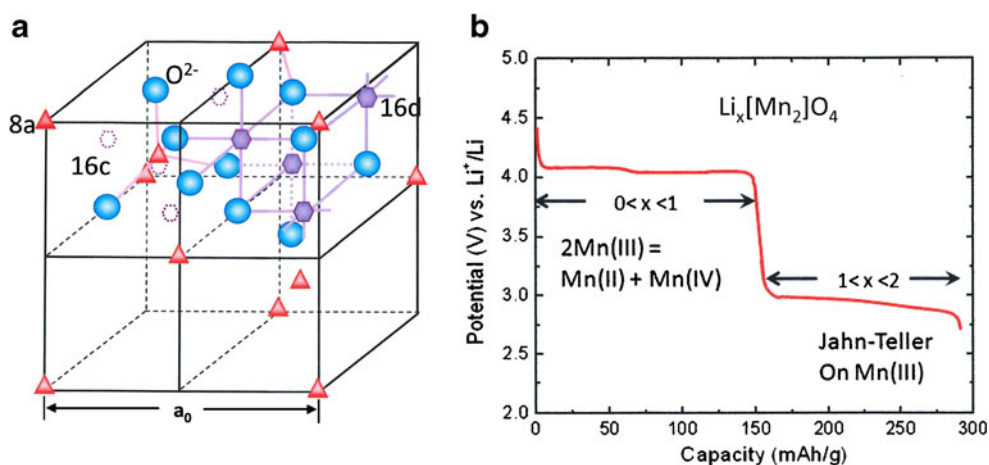 a
O²⁻
16d
8a
16c
a₀
b
Liₓ[Mn₂]O₄
0< x <1
2Mn(III) =
Mn(II) + Mn(IV)
1< x <2
Jahn-Teller
On Mn(III)
Potential (V) vs. Li⁺/Li
5.0
4.5
4.0
3.5
3.0
2.5
2.0
0
50
100
150
200
250
300
Capacity (mAh/g)